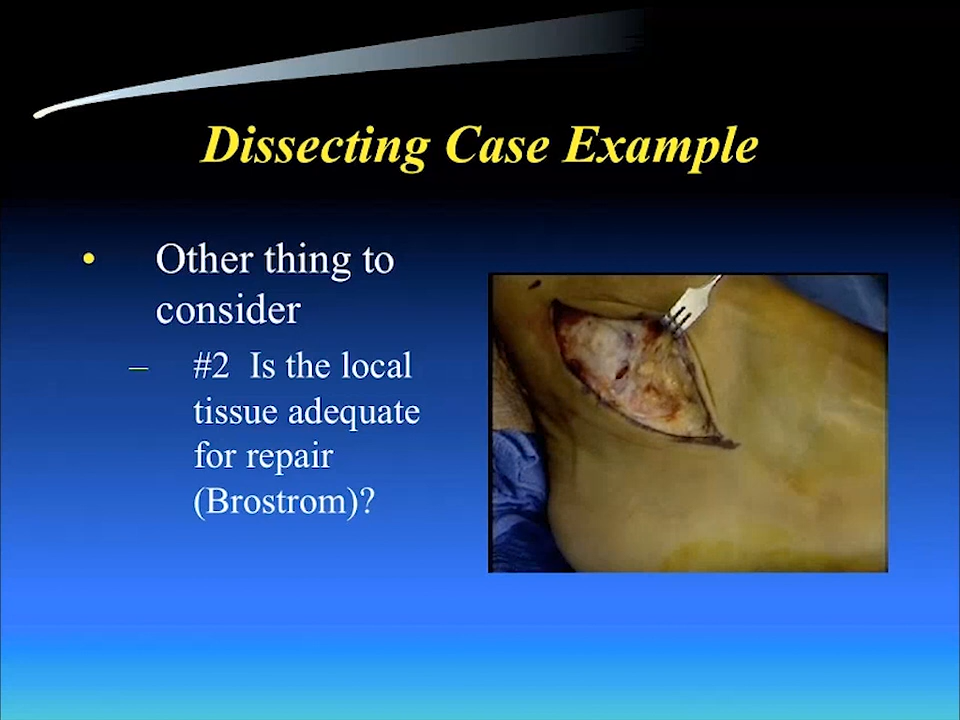 Dissecting Case Example
• Other thing to
consider
– #2 Is the local
tissue adequate
for repair
(Brostrom)?